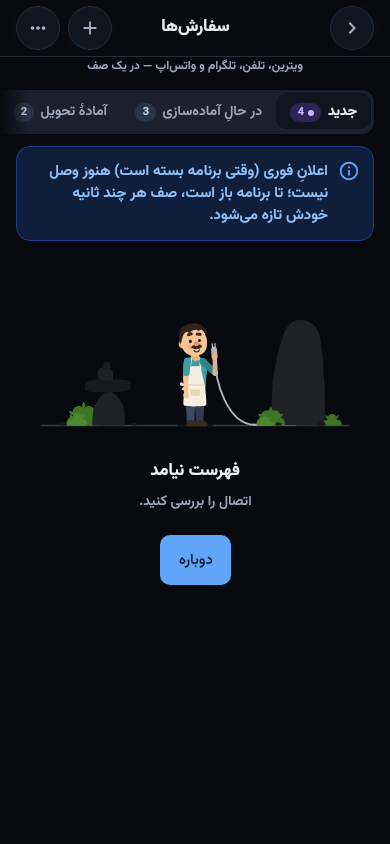 سفارش‌ها
ویترین، تلفن، تلگرام و واتس‌اپ — در یک صف
جدید 4
در حالِ آماده‌سازی 3
آمادهٔ تحویل 2
اعلانِ فوری (وقتی برنامه بسته است) هنوز وصل
نیست؛ تا برنامه باز است، صف هر چند ثانیه
خودش تازه می‌شود.
فهرست نیامد
اتصال را بررسی کنید.
دوباره